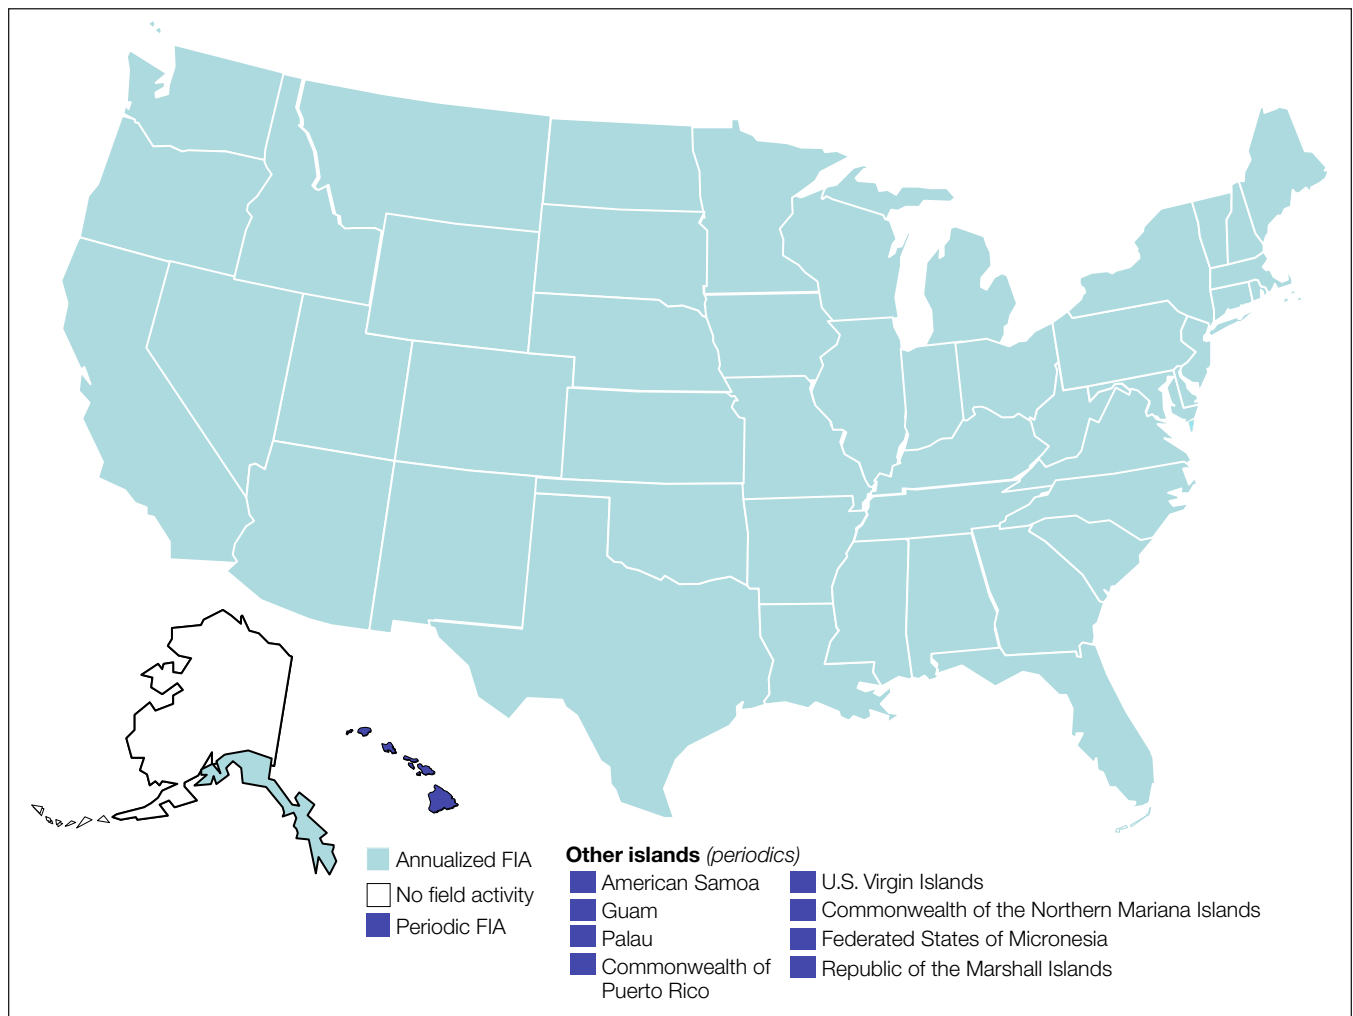 Annualized FIA
No field activity
Periodic FIA
Other islands (periodics)
American Samoa
Guam
Palau
Commonwealth of
Puerto Rico
U.S. Virgin Islands
Commonwealth of the Northern Mariana Islands
Federated States of Micronesia
Republic of the Marshall Islands